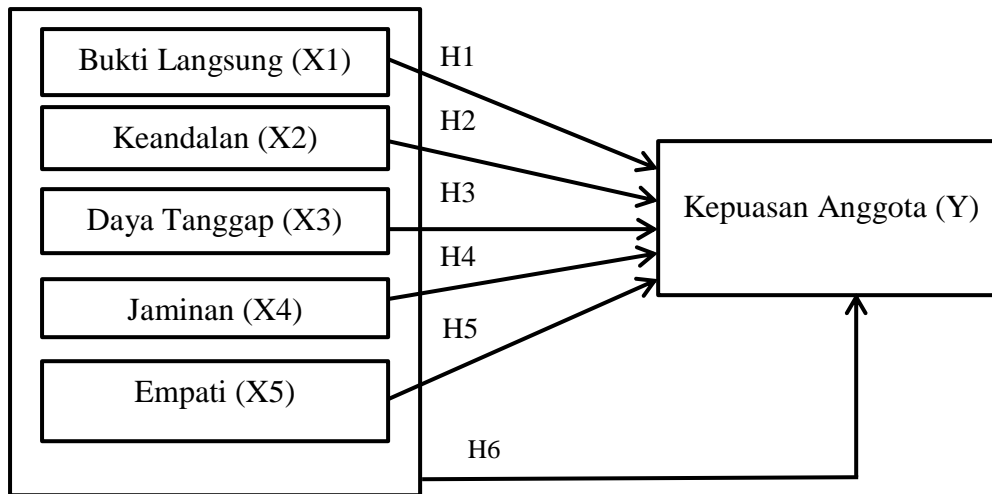 Bukti Langsung (X1)
H1
Keandalan (X2)
H2
Daya Tanggap (X3)
H3
Kepuasan Anggota (Y)
Jaminan (X4)
H4
H5
Empati (X5)
H6